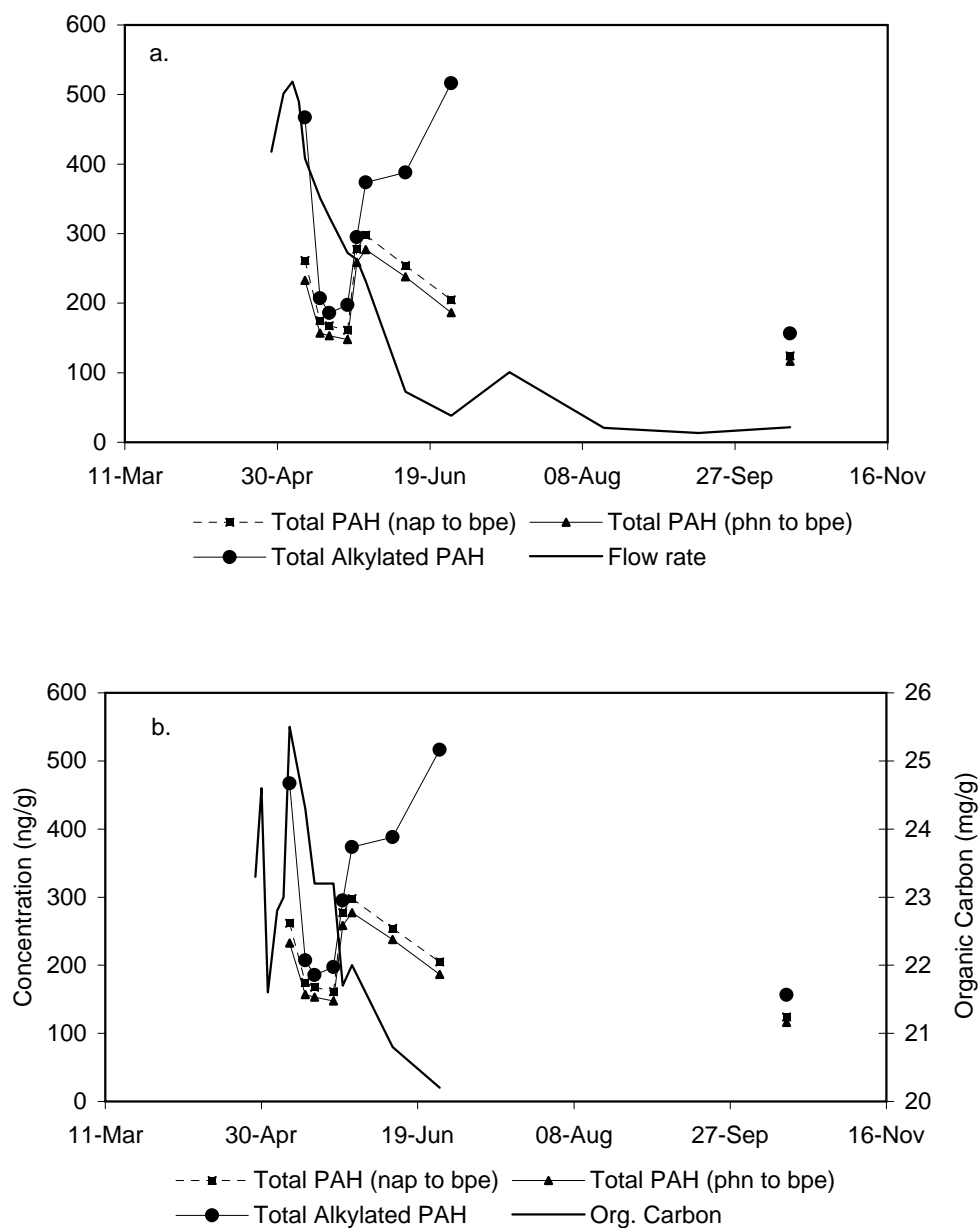 600
a.
500
400
300
200
100
0
11-Mar 30-Apr 19-Jun 08-Aug 27-Sep 16-Nov
Total PAH (nap to bpe) Total PAH (phn to bpe)
Total Alkylated PAH Flow rate
600 26
b.
500 25
400 24
300 23
200 22
100 21
0 20
Concentration (ng/g)
Organic Carbon (mg/g)
11-Mar 30-Apr 19-Jun 08-Aug 27-Sep 16-Nov
Total PAH (nap to bpe) Total PAH (phn to bpe)
Total Alkylated PAH Org. Carbon